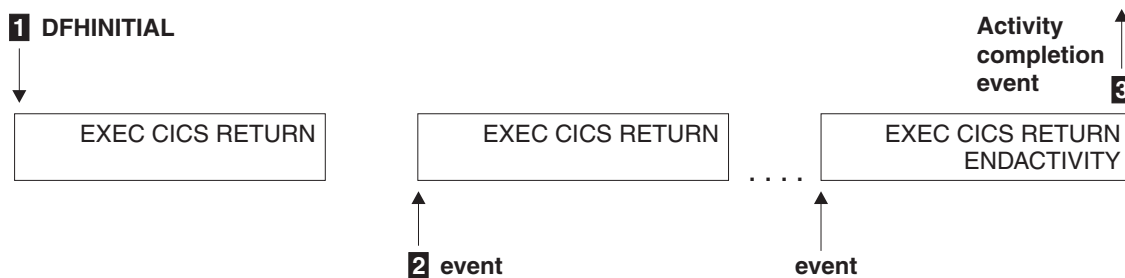 1 DFHINITIAL
Activity
completion
event
3
EXEC CICS RETURN
EXEC CICS RETURN
. . . .
EXEC CICS RETURN
ENDACTIVITY
2 event
event